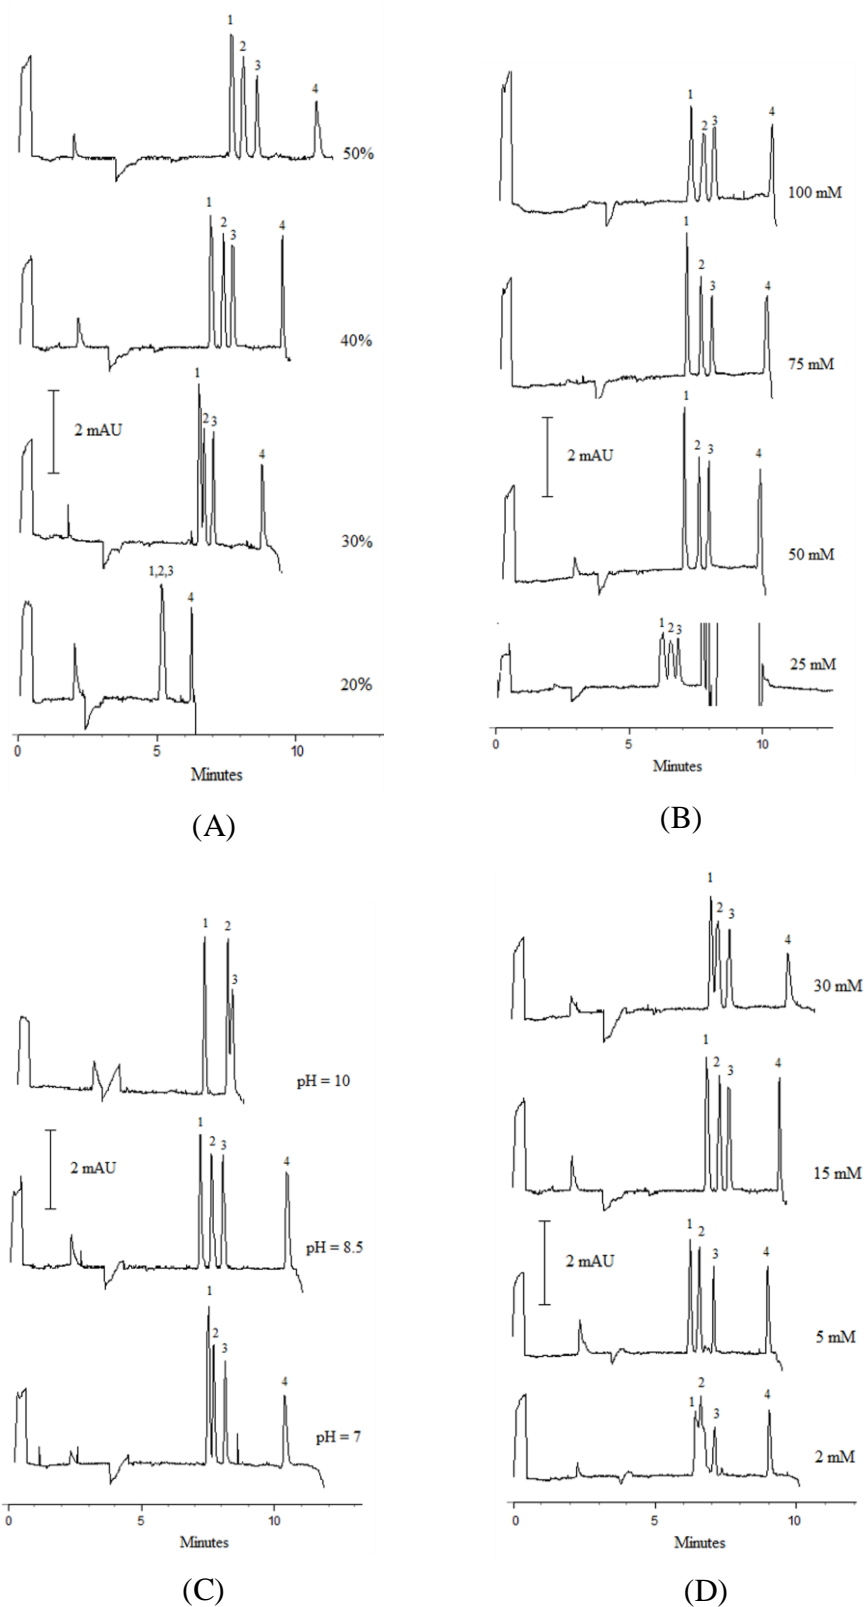 1
2
3
4
50%
1
2
3
4
40%
2 mAU
1
2 3
4
30%
1,2,3
4
20%
0 5 10
Minutes
(A)
1
2 3
4
100 mM
1
2
3
4
75 mM
2 mAU
1
2 3
4
50 mM
1 2 3
25 mM
0 5 10
Minutes
(B)
1 2
3
pH = 10
2 mAU
1
2 3
4
pH = 8.5
1
2
3
4
pH = 7
0 5 10
Minutes
(C)
1
2 3
4
30 mM
1
2 3 4
15 mM
2 mAU
1 2
3 4
5 mM
2
1
3
4
2 mM
0 5 10
Minutes
(D)